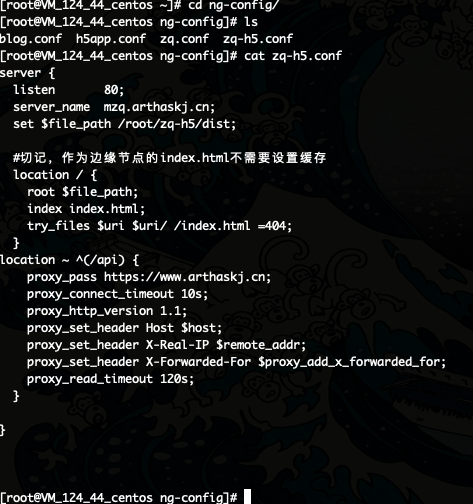 [root@VM_124_44_centos ~]# cd ng-config/
[root@VM_124_44_centos ng-config]# ls
blog.conf  h5app.conf  zq.conf  zq-h5.conf
[root@VM_124_44_centos ng-config]# cat zq-h5.conf
server {
  listen       80;
  server_name  mzq.arthaskj.cn;
  set $file_path /root/zq-h5/dist;

  #切记，作为边缘节点的index.html不需要设置缓存
  location / {
    root $file_path;
    index index.html;
    try_files $uri $uri/ /index.html =404;
  }
location ~ ^(/api) {
    proxy_pass https://www.arthaskj.cn;
    proxy_connect_timeout 10s;
    proxy_http_version 1.1;
    proxy_set_header Host $host;
    proxy_set_header X-Real-IP $remote_addr;
    proxy_set_header X-Forwarded-For $proxy_add_x_forwarded_for;
    proxy_read_timeout 120s;
  }

}

[root@VM_124_44_centos ng-config]#